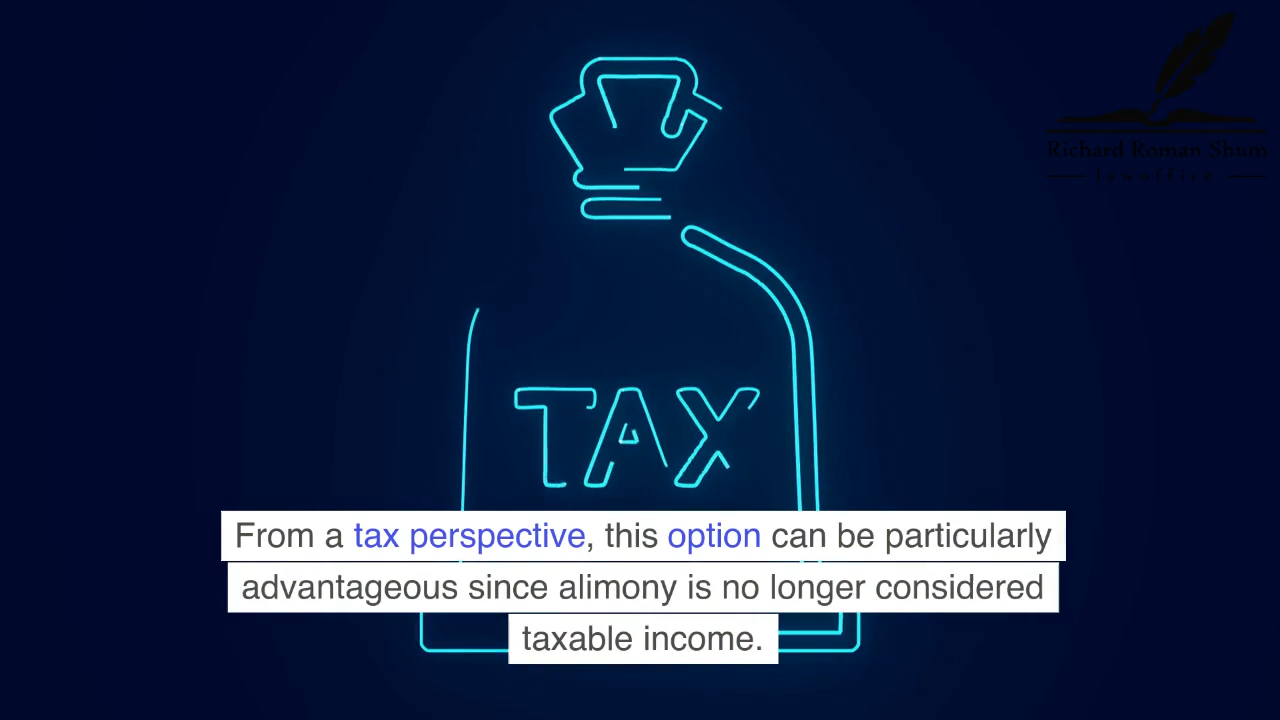 Richard Roman Shum
lawoffice
TAX
From a tax perspective, this option can be particularly
advantageous since alimony is no longer considered
taxable income.